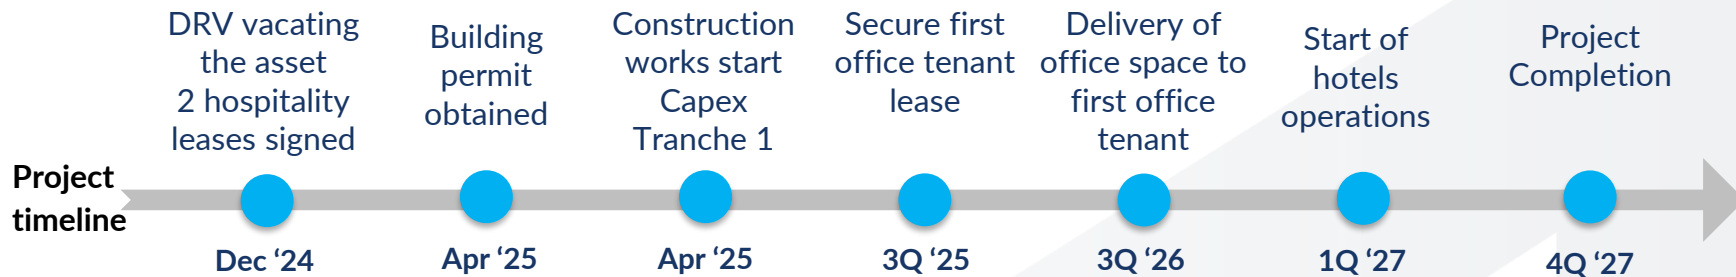 DRV vacating
the asset
2 hospitality
leases signed
Building
permit
obtained
Construction
works start
Capex
Tranche 1
Secure first
office tenant
lease
Delivery of
office space to
first office
tenant
Start of
hotels
operations
Project
Completion
Project
timeline
Dec ‘24
Apr ‘25
Apr ‘25
3Q ‘25
3Q ‘26
1Q ‘27
4Q ‘27